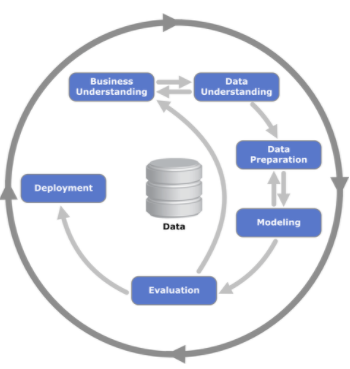 Business
Understanding
Data
Understanding
Data
Preparation
Modeling
Evaluation
Deployment
Data